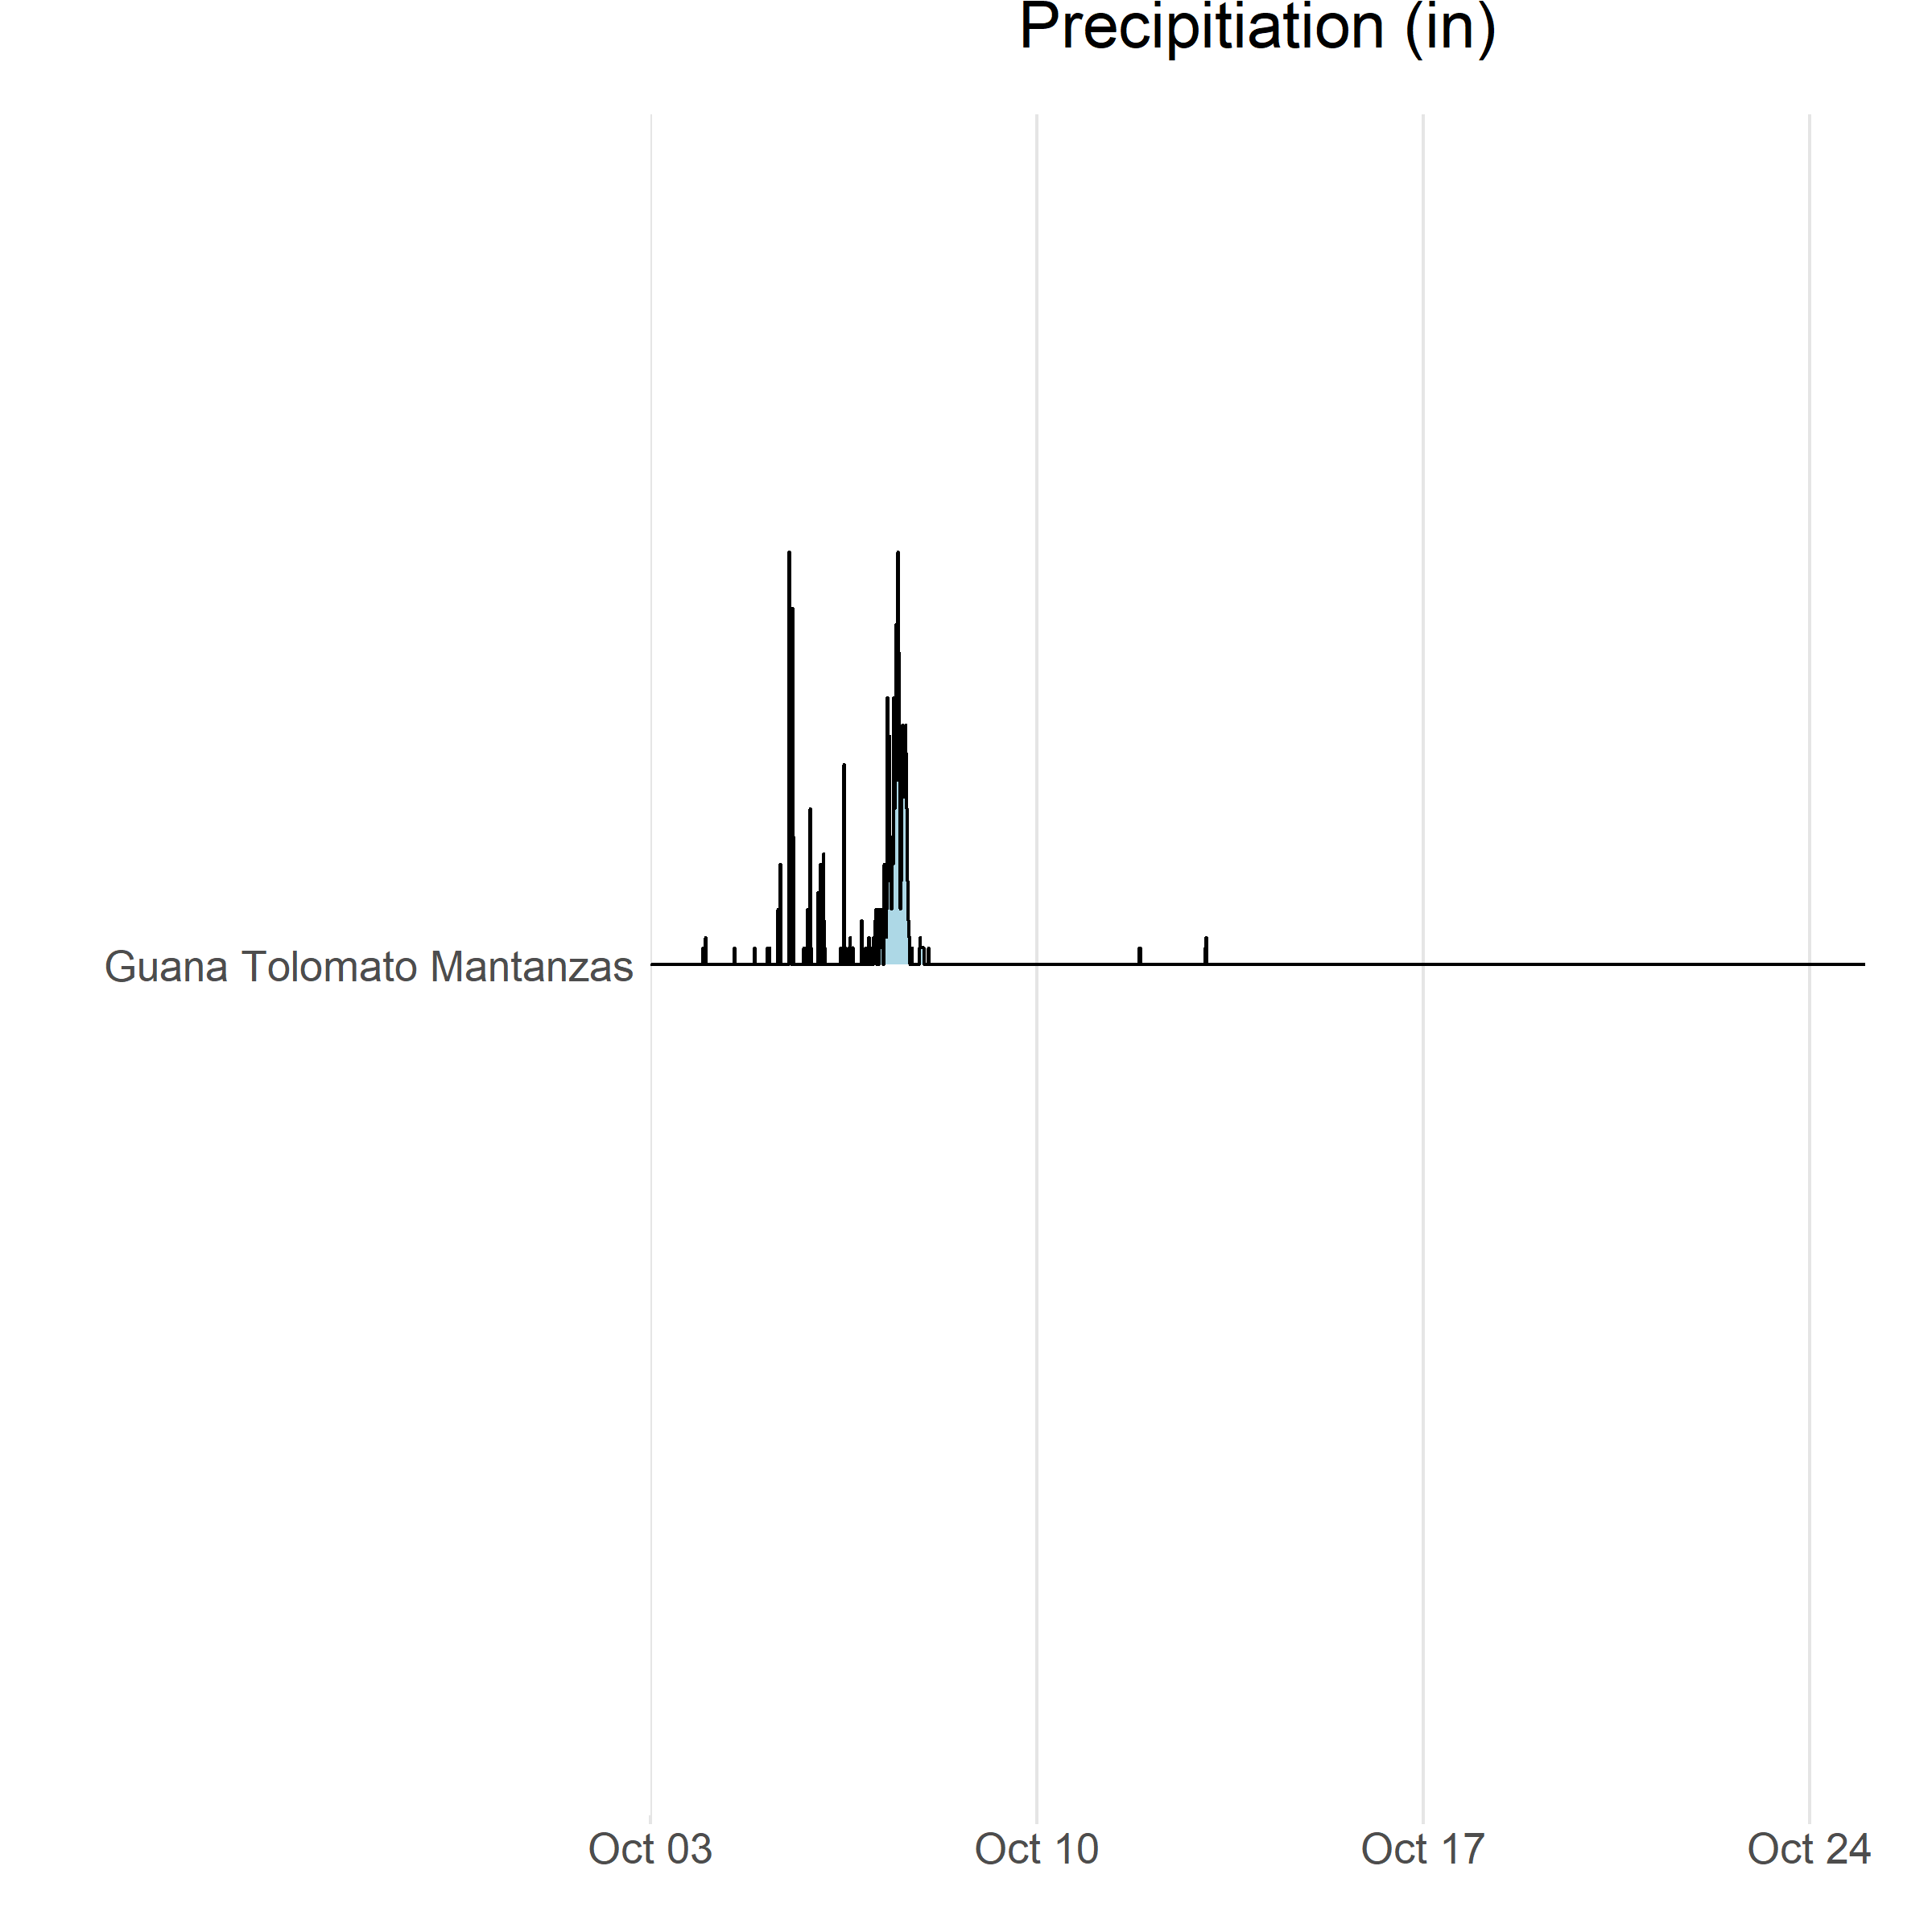 Precipitiation (in)
Guana Tolomato Mantanzas
Oct 03
Oct 10
Oct 17
Oct 24